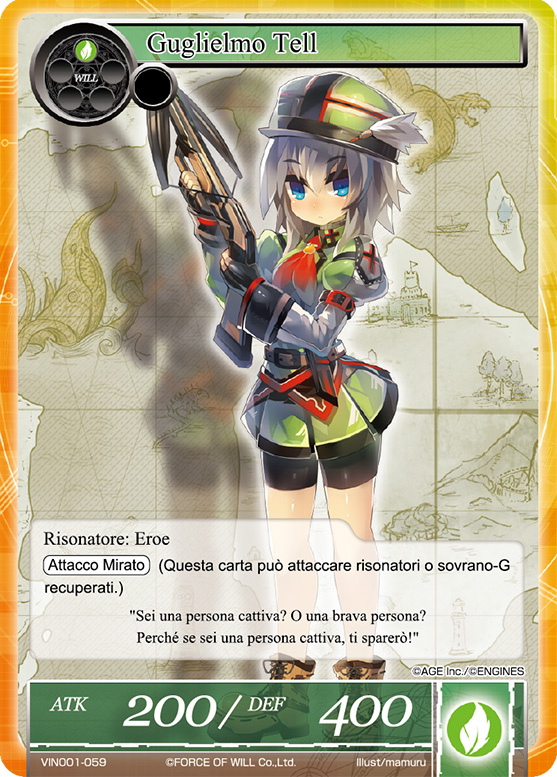 Guglielmo Tell
WILL
Risonatore: Eroe
Attacco Mirato (Questa carta può attaccare risonatori o sovrano-G
recuperati.)
"Sei una persona cattiva? O una brava persona?
Perché se sei una persona cattiva, ti sparerò!"
©AGE Inc./©ENGINES
ATK 200 / DEF 400
VIN001-059 ©FORCE OF WILL Co.,Ltd. Illust/mamuru